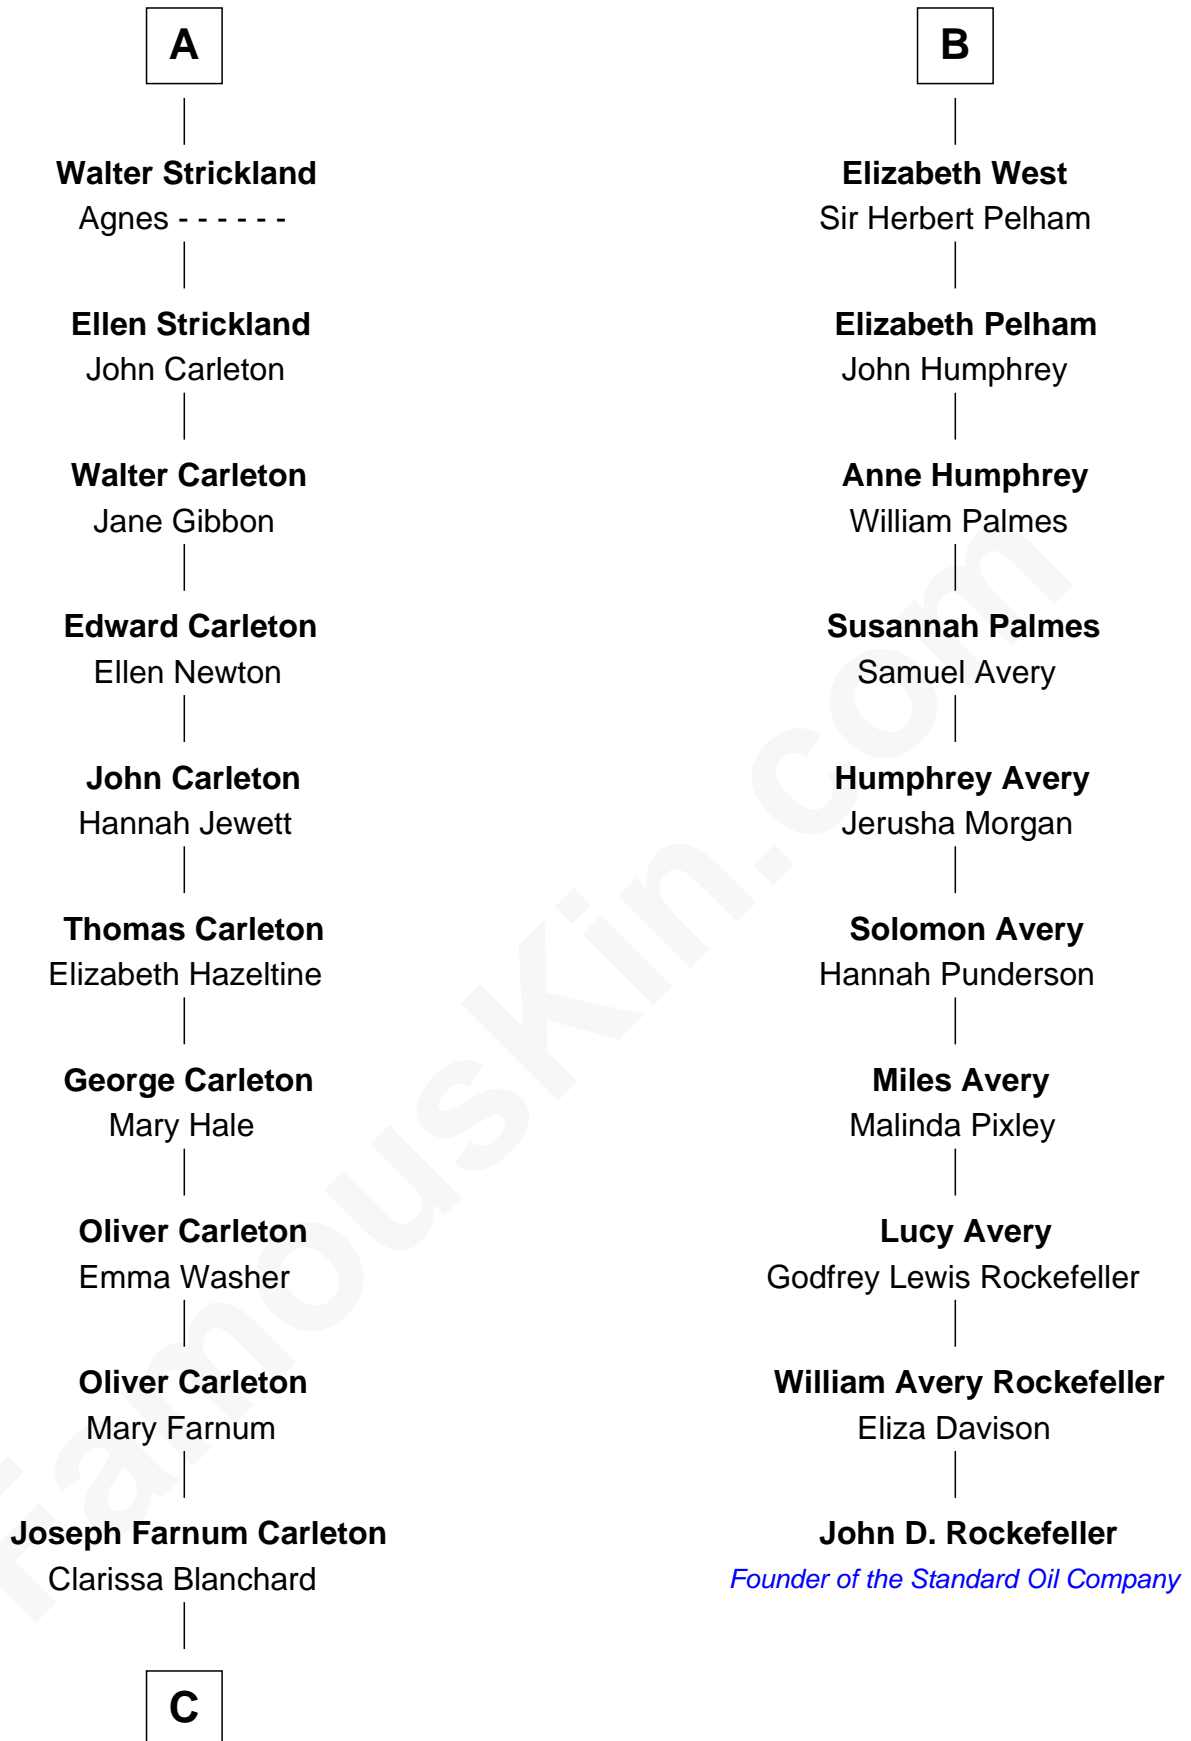 A
Walter Strickland
Agnes - - - - - -
Ellen Strickland
John Carleton
Walter Carleton
Jane Gibbon
Edward Carleton
Ellen Newton
John Carleton
Hannah Jewett
Thomas Carleton
Elizabeth Hazeltine
George Carleton
Mary Hale
Oliver Carleton
Emma Washer
Oliver Carleton
Mary Farnum
Joseph Farnum Carleton
Clarissa Blanchard
C
B
Elizabeth West
Sir Herbert Pelham
Elizabeth Pelham
John Humphrey
Anne Humphrey
William Palmes
Susannah Palmes
Samuel Avery
Humphrey Avery
Jerusha Morgan
Solomon Avery
Hannah Punderson
Miles Avery
Malinda Pixley
Lucy Avery
Godfrey Lewis Rockefeller
William Avery Rockefeller
Eliza Davison
John D. Rockefeller
Founder of the Standard Oil Company
FamousKin.com